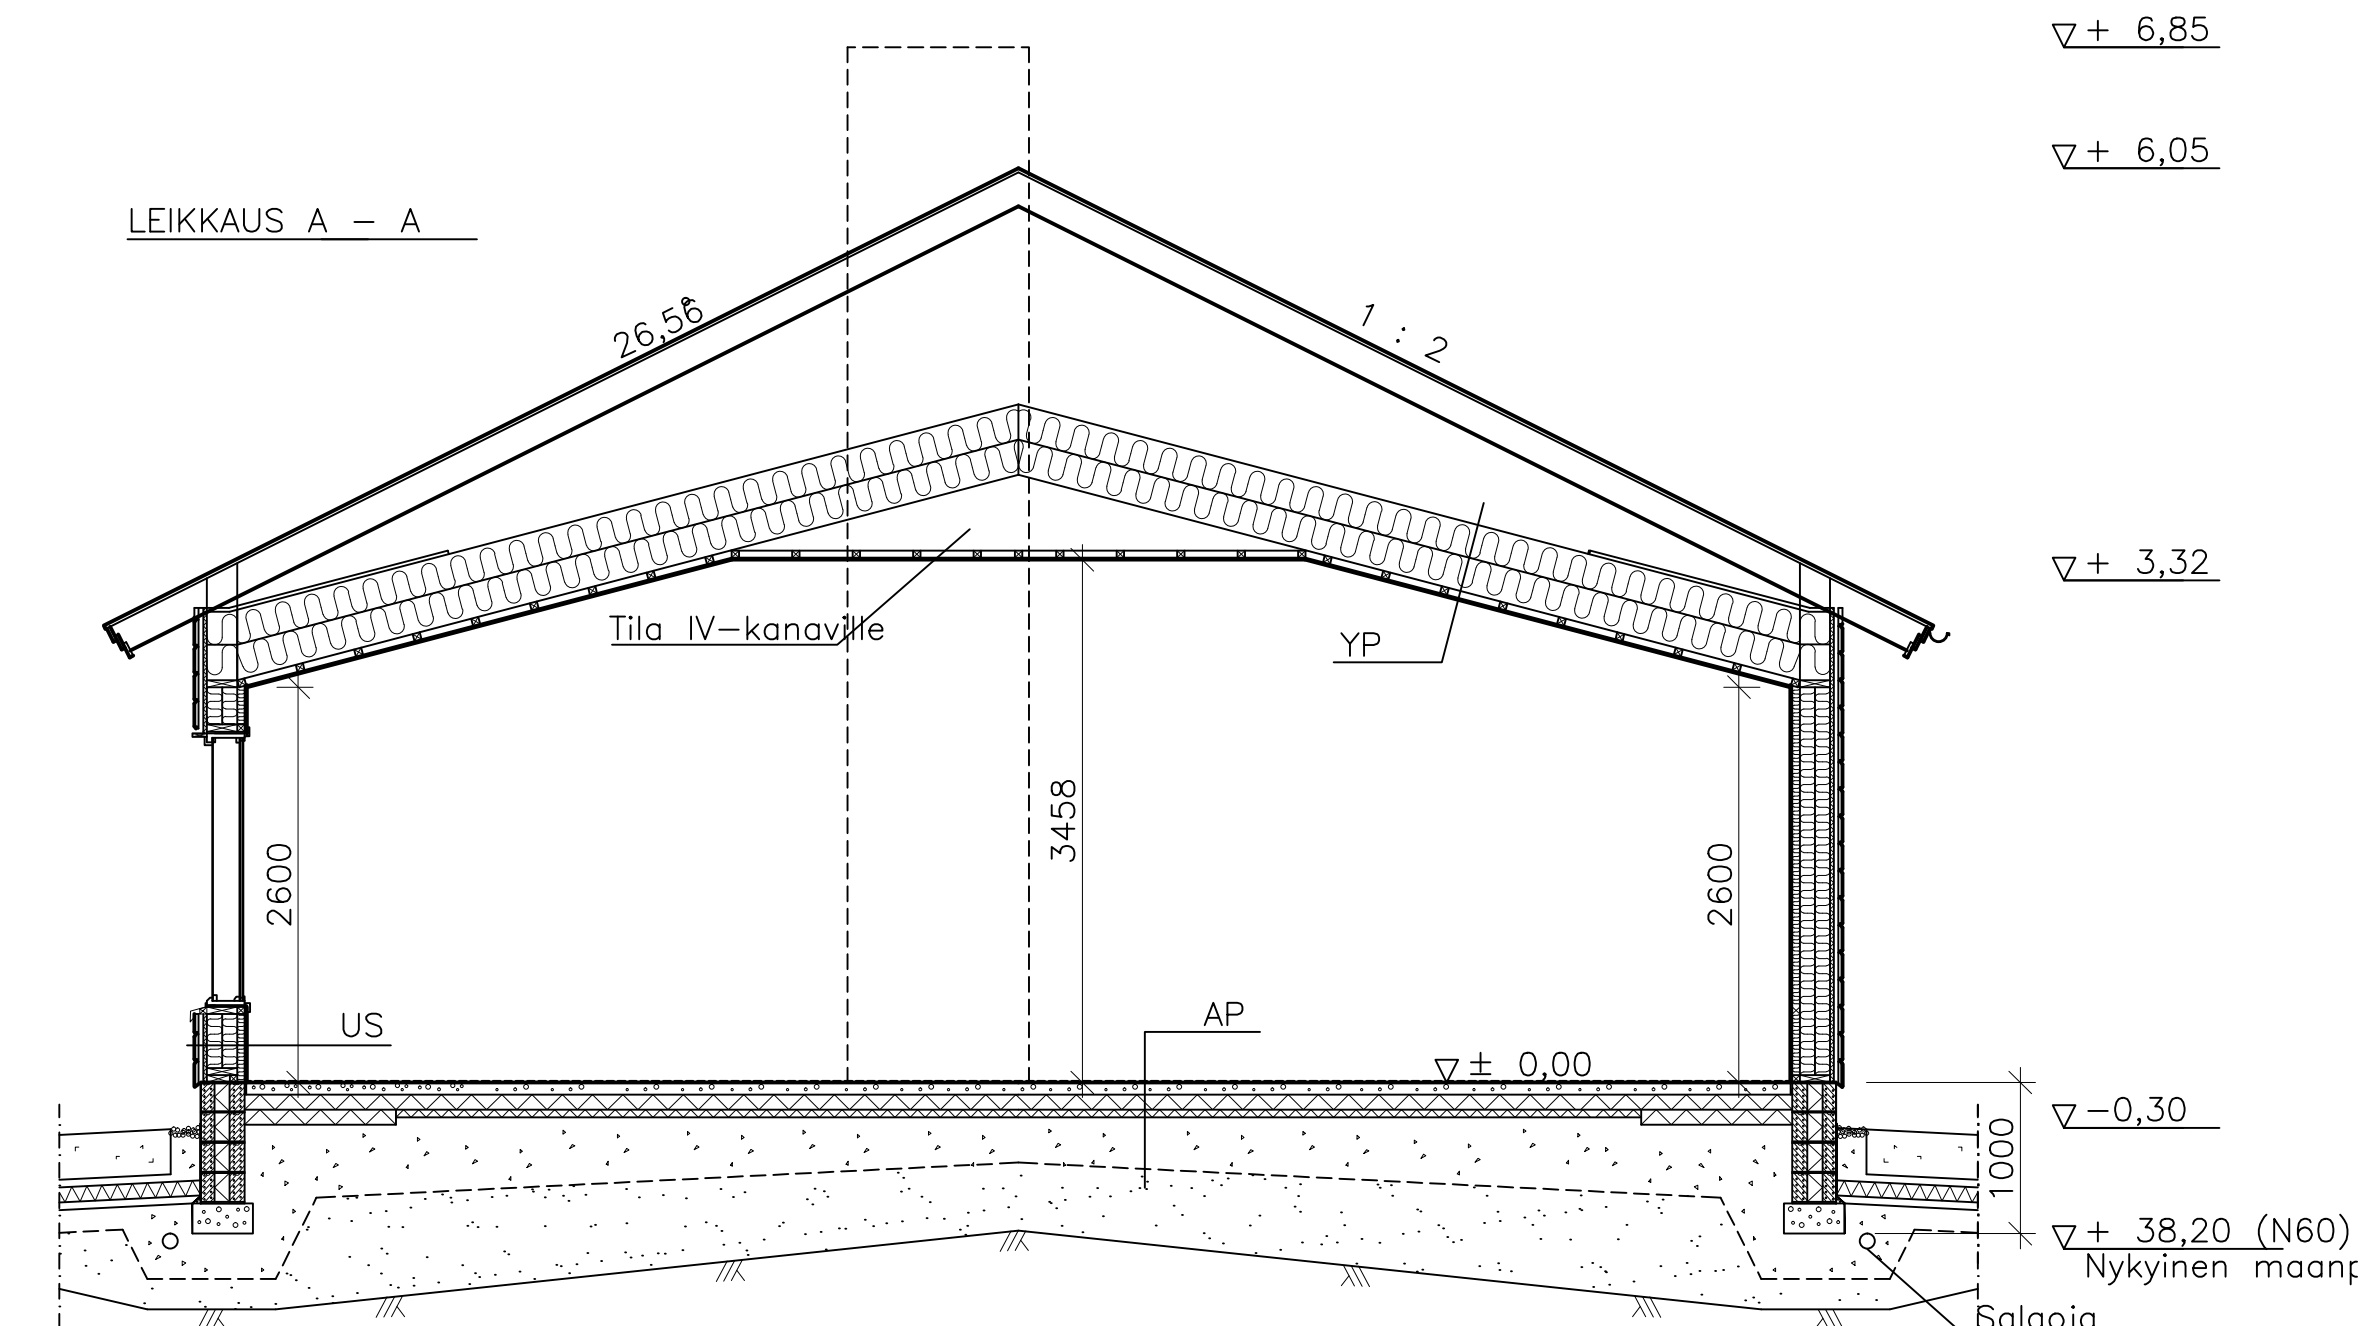 + 6,85
+ 6,05
LEIKKAUS A - A
26,56°
1 : 2
+ 3,32
Tila IV-kanaville
YP
3458
2600
2600
US
AP
± 0,00
-0,30
1000
+ 38,20 (N60)
Nykyinen maanp
Salaoja